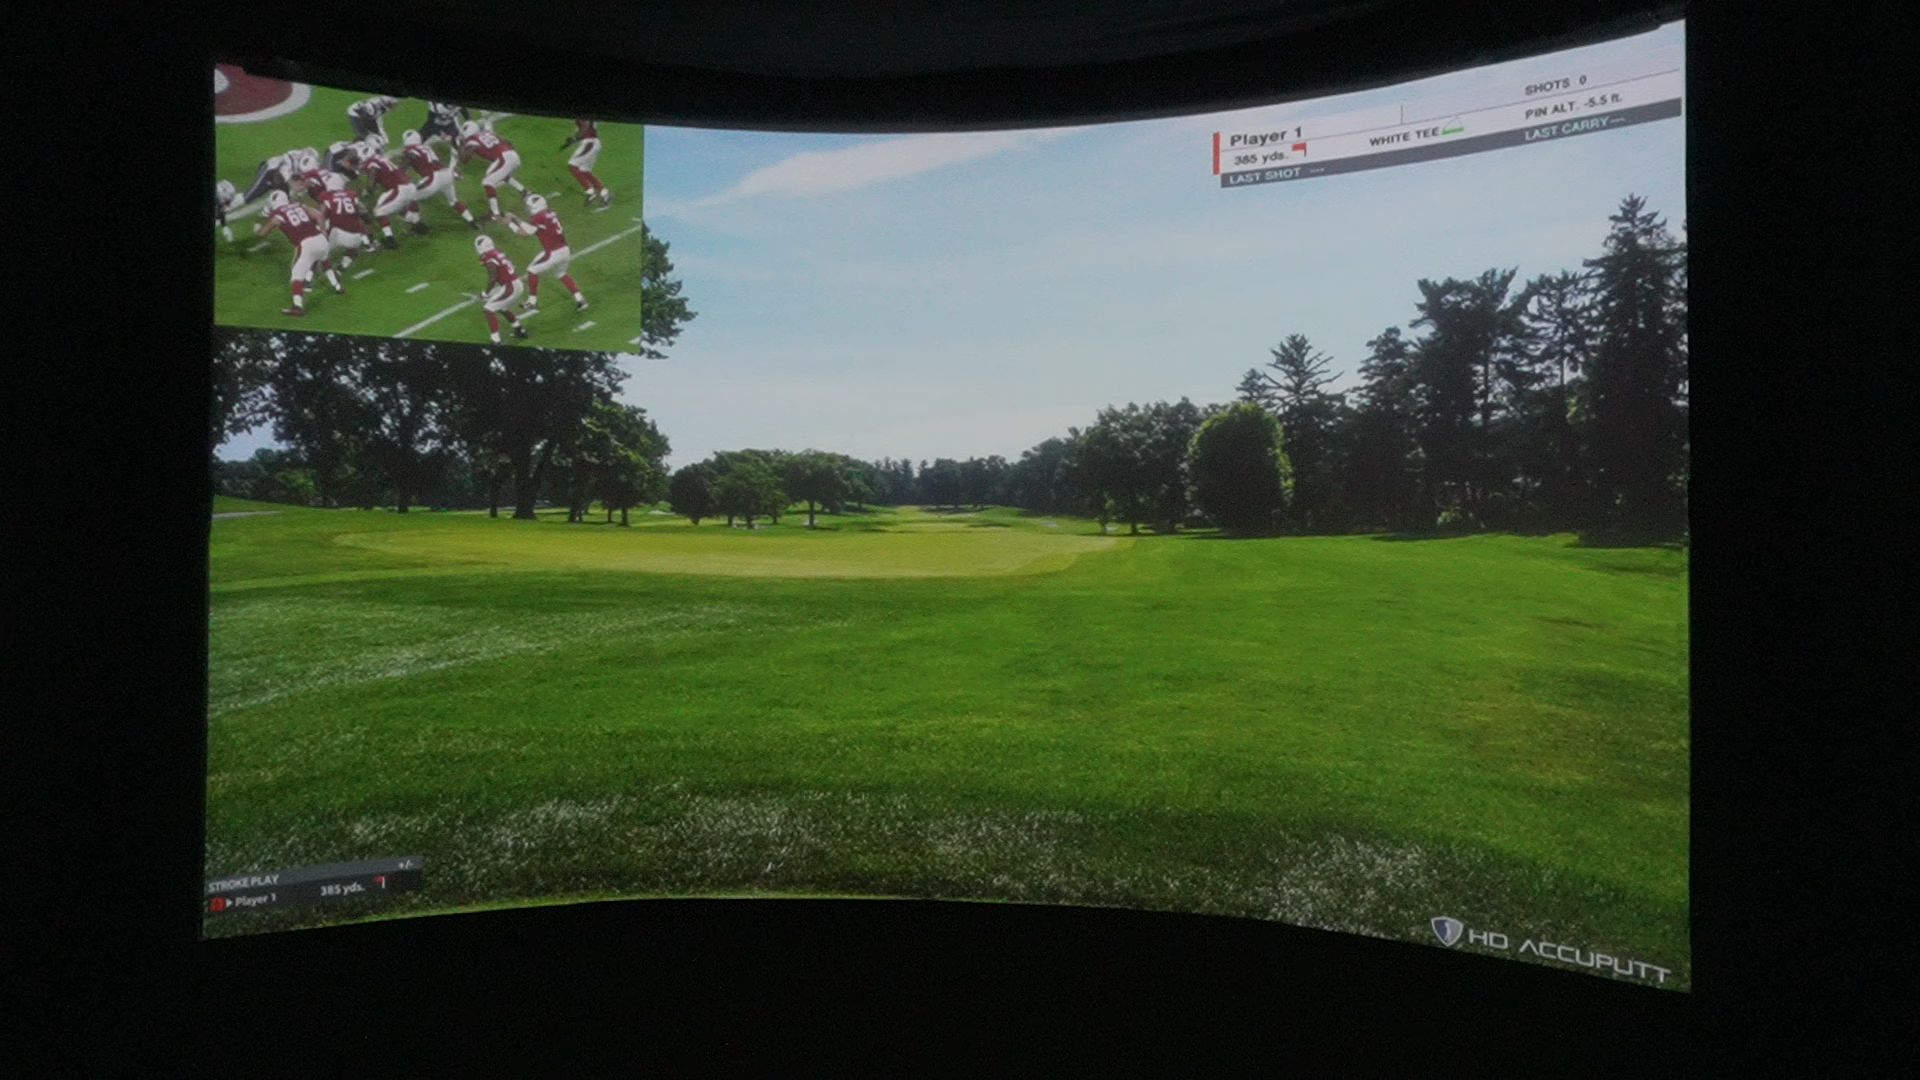 68
76
3
SHOTS 0
Player 1
WHITE TEE
PIN ALT. -5.5 ft.
385 yds.
LAST SHOT ---
LAST CARRY ---
STROKE PLAY +/-
Player 1 385 yds.
HD ACCUPUTT